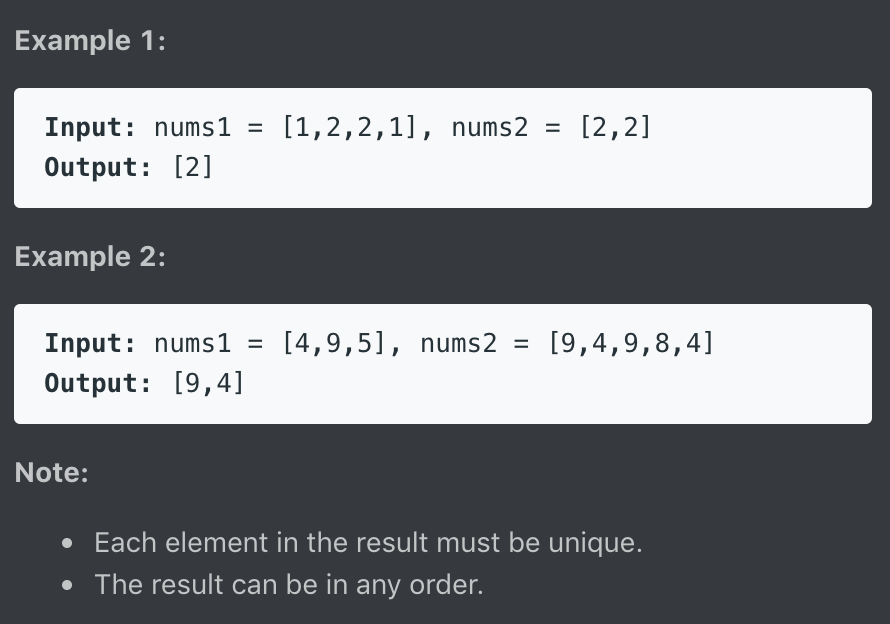 Example 1:
Input: nums1 = [1,2,2,1], nums2 = [2,2]
Output: [2]
Example 2:
Input: nums1 = [4,9,5], nums2 = [9,4,9,8,4]
Output: [9,4]
Note:
• Each element in the result must be unique.
• The result can be in any order.